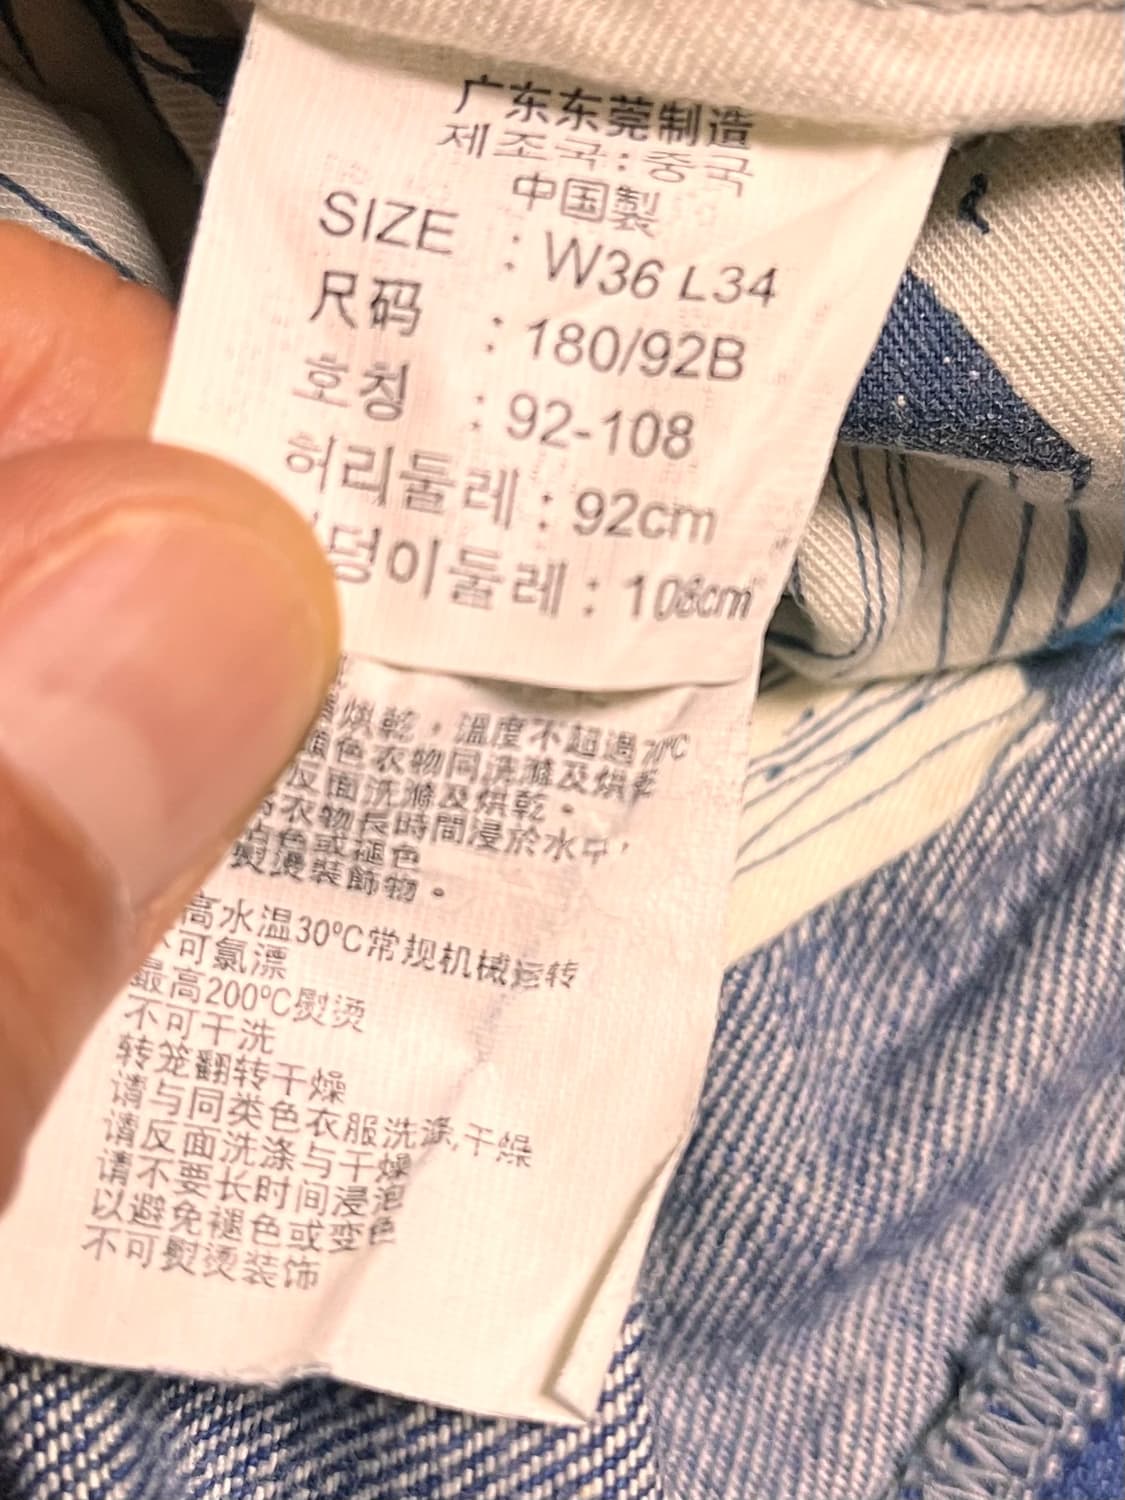 广东东莞制造
제조국:중국
中国製
SIZE : W36 L34
尺码 : 180/92B
호칭 : 92-108
허리둘레 : 92cm
덩이둘레 : 108cm
烘乾，溫度不超過70ºC
顏色衣物同洗滌及烘乾
反面洗滌及烘乾。
衣物長時間浸於水中，
色或褪色
熨燙裝飾物。
高水温30ºC常规机械运转
可氯漂
最高200ºC熨烫
不可干洗
转笼翻转干燥
请与同类色衣服洗涤,干燥
请反面洗涤与干燥
请不要长时间浸泡
以避免褪色或变色
不可熨烫装饰